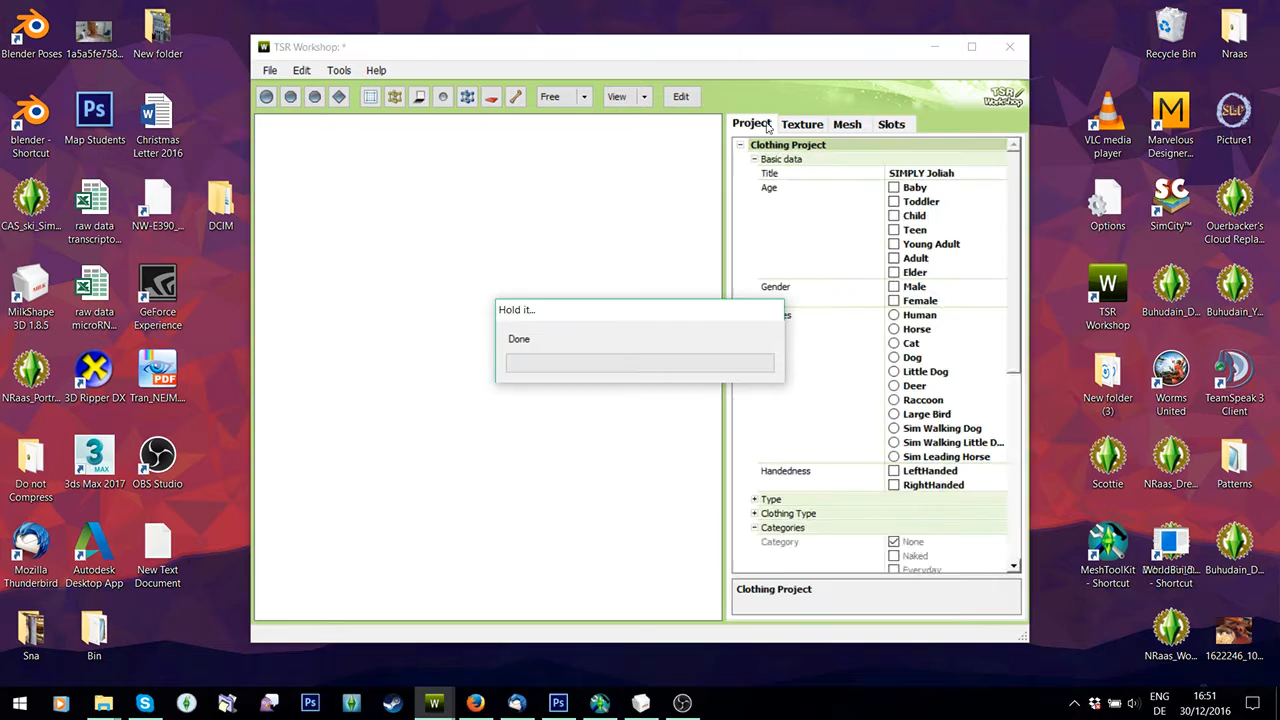 Blender Poses
1a5a5fe758...
New folder
Recycle Bin
Nraas
TSR Workshop: *
File Edit Tools Help
Free View Edit
TSR Workshop
Project Texture Mesh Slots
Clothing Project
Basic data
Title SIMPLY Joliah
Age Baby
Toddler
Child
Teen
Young Adult
Adult
Elder
Gender Male
Female
Human
Horse
Cat
Dog
Little Dog
Deer
Raccoon
Large Bird
Sim Walking Dog
Sim Walking Little D...
Sim Leading Horse
Handedness LeftHanded
RightHanded
Type
Clothing Type
Categories
Category None
Naked
Everyday
Clothing Project
Hold it...
Done
blender - Shortcut
Map Students
Christmas Letter 2016
VLC media player
Marvelous Designer...
Picture1
CAS_ski_Sim...
raw data transcripto...
NW-E390_...
DCIM
Options
SimCity™
Ouerbacker's Cloud Repla...
MilkShape 3D 1.8.5
raw data microRN...
GeForce Experience
TSR Workshop
Buhudain_D...
Buhudain_Y...
NRaas_Portr...
3D Ripper DX
Tran_NEJM...
New folder (3)
Worms United
TeamSpeak 3 Client
Do not Compress
3ds Max 2017
OBS Studio
Scottie
NRaas_Dre...
Patterns
Mozilla Thunderbird
Autodesk Desktop App
New Text Document
MeshToolKit - Shortcut
- Shortcut
Buhudain_D...
Sna
Bin
NRaas_Wo...
1622246_10...
ENG
DE
16:51
30/12/2016